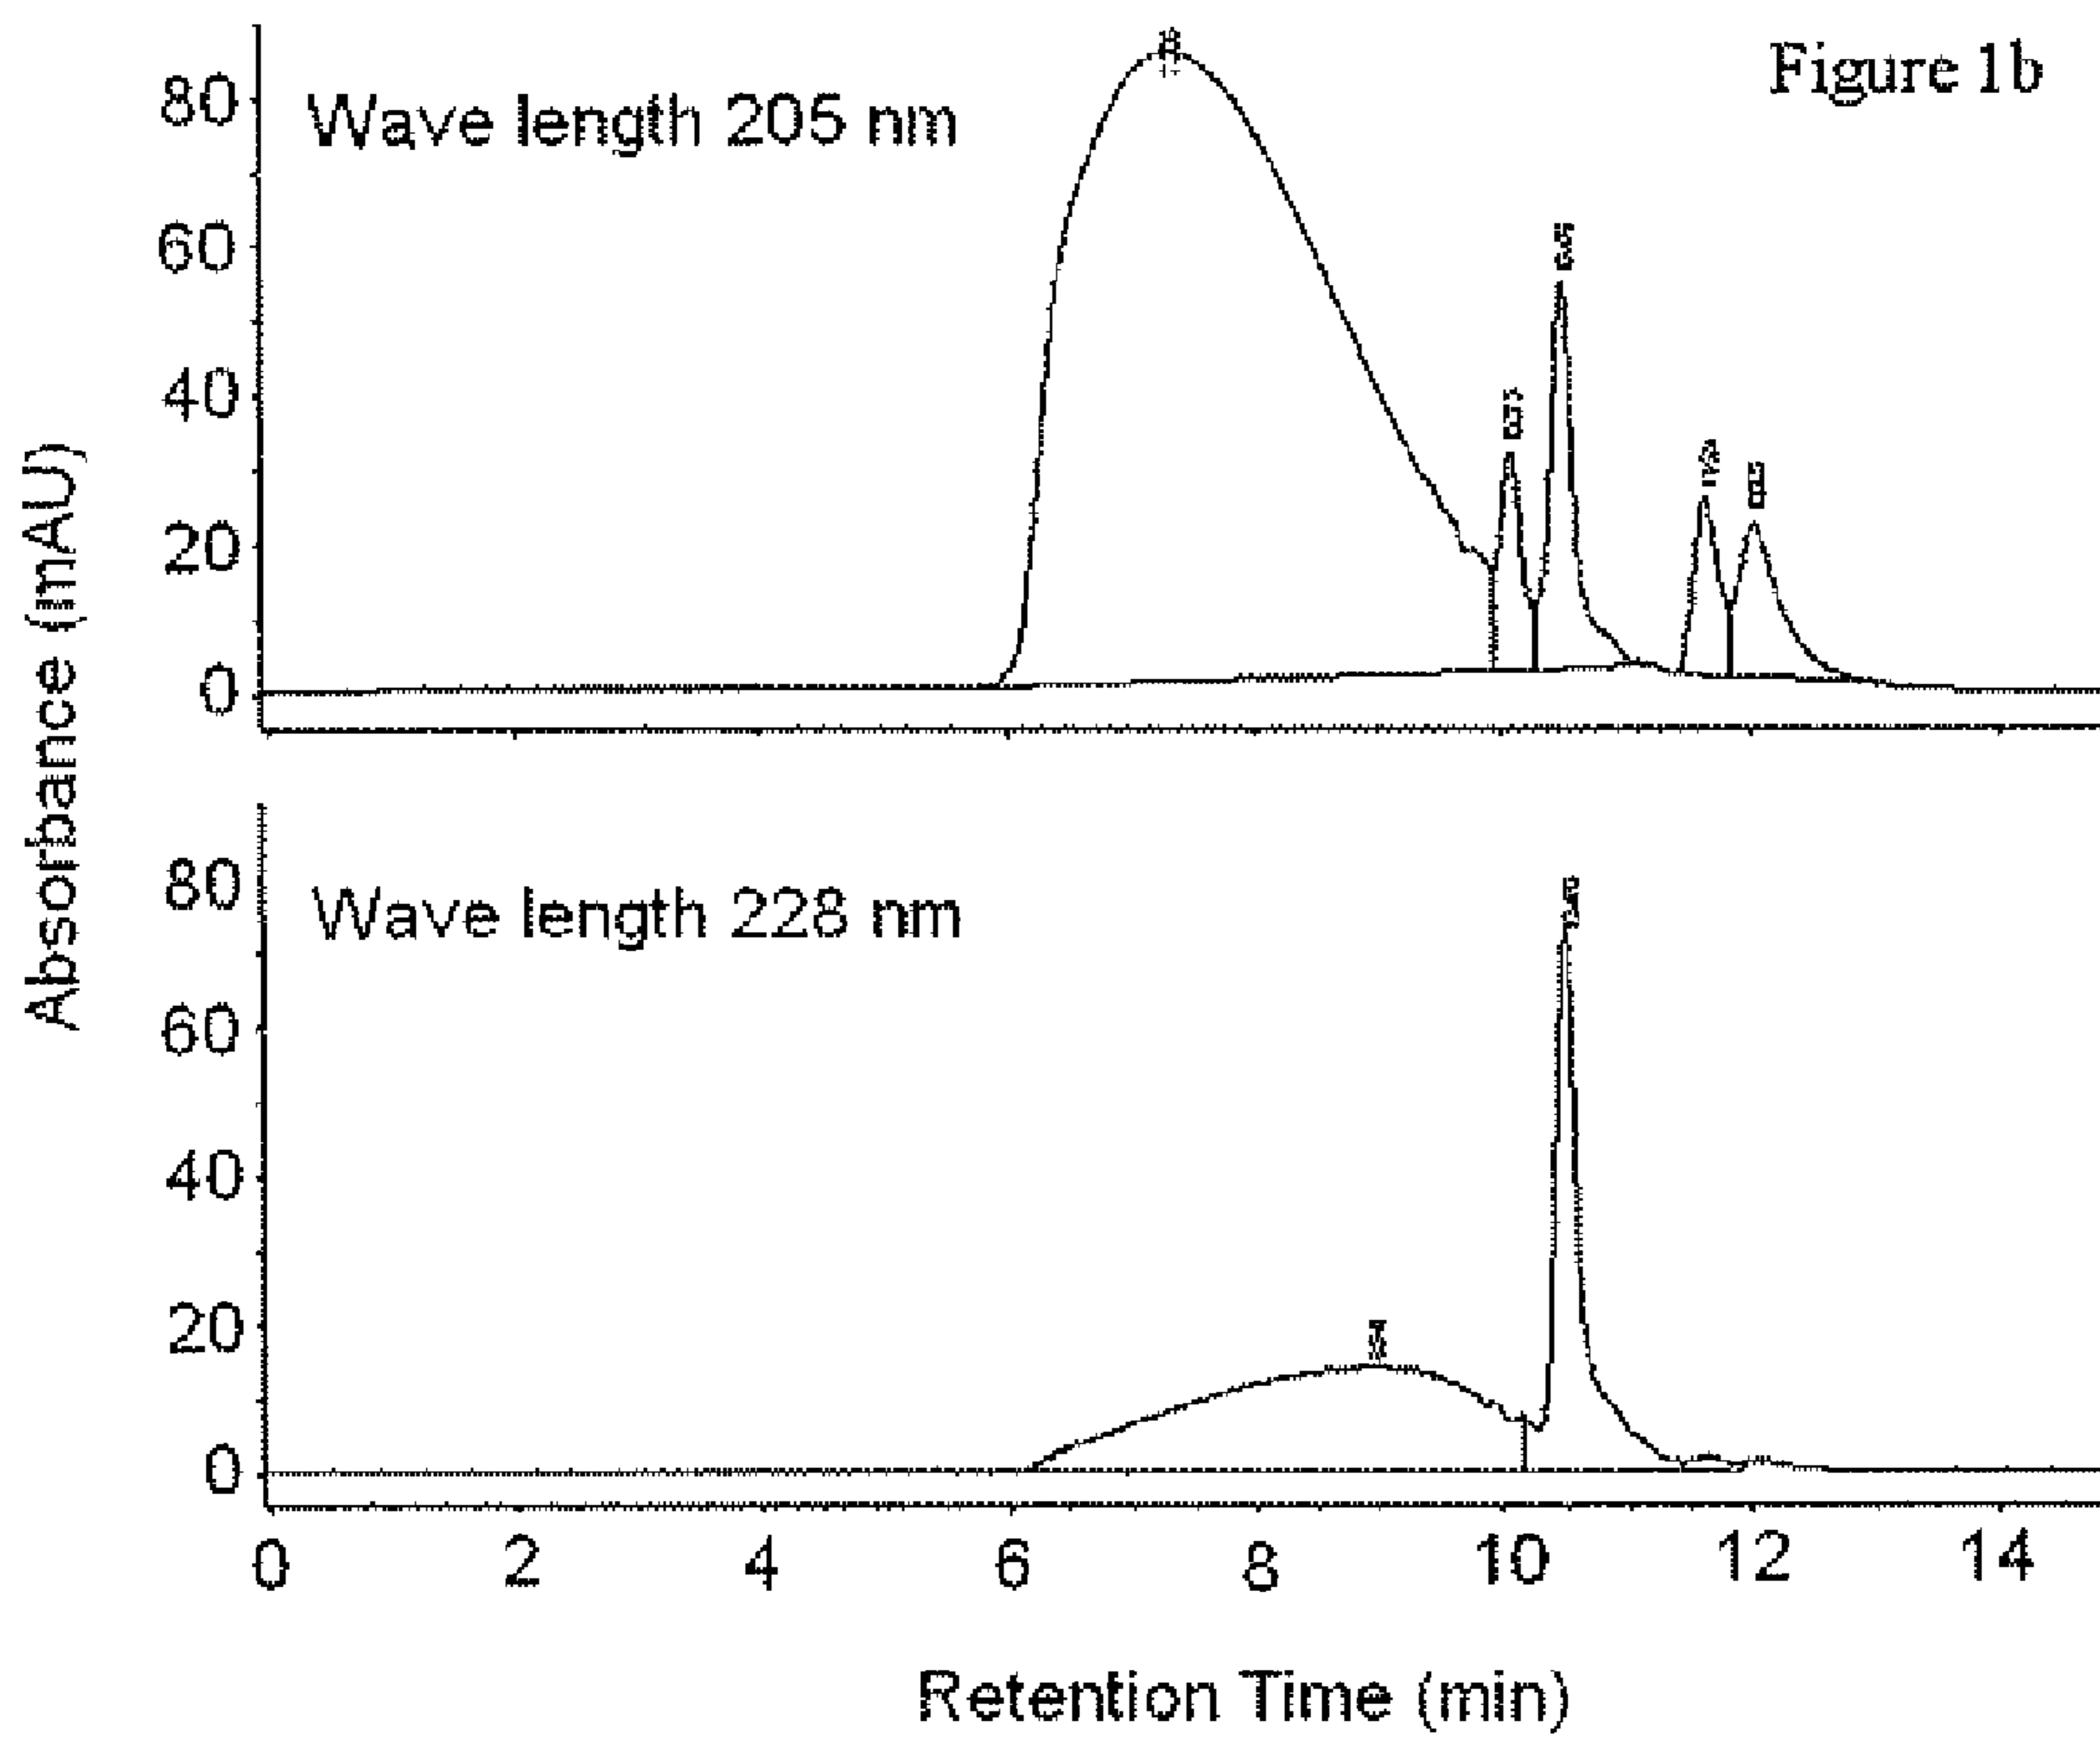 Figure 1b
Wave length 205 nm
80
60
40
20
0
Absorbance (mAU)
Wave length 228 nm
80
60
40
20
0
0 2 4 6 8 10 12 14
Retention Time (min)